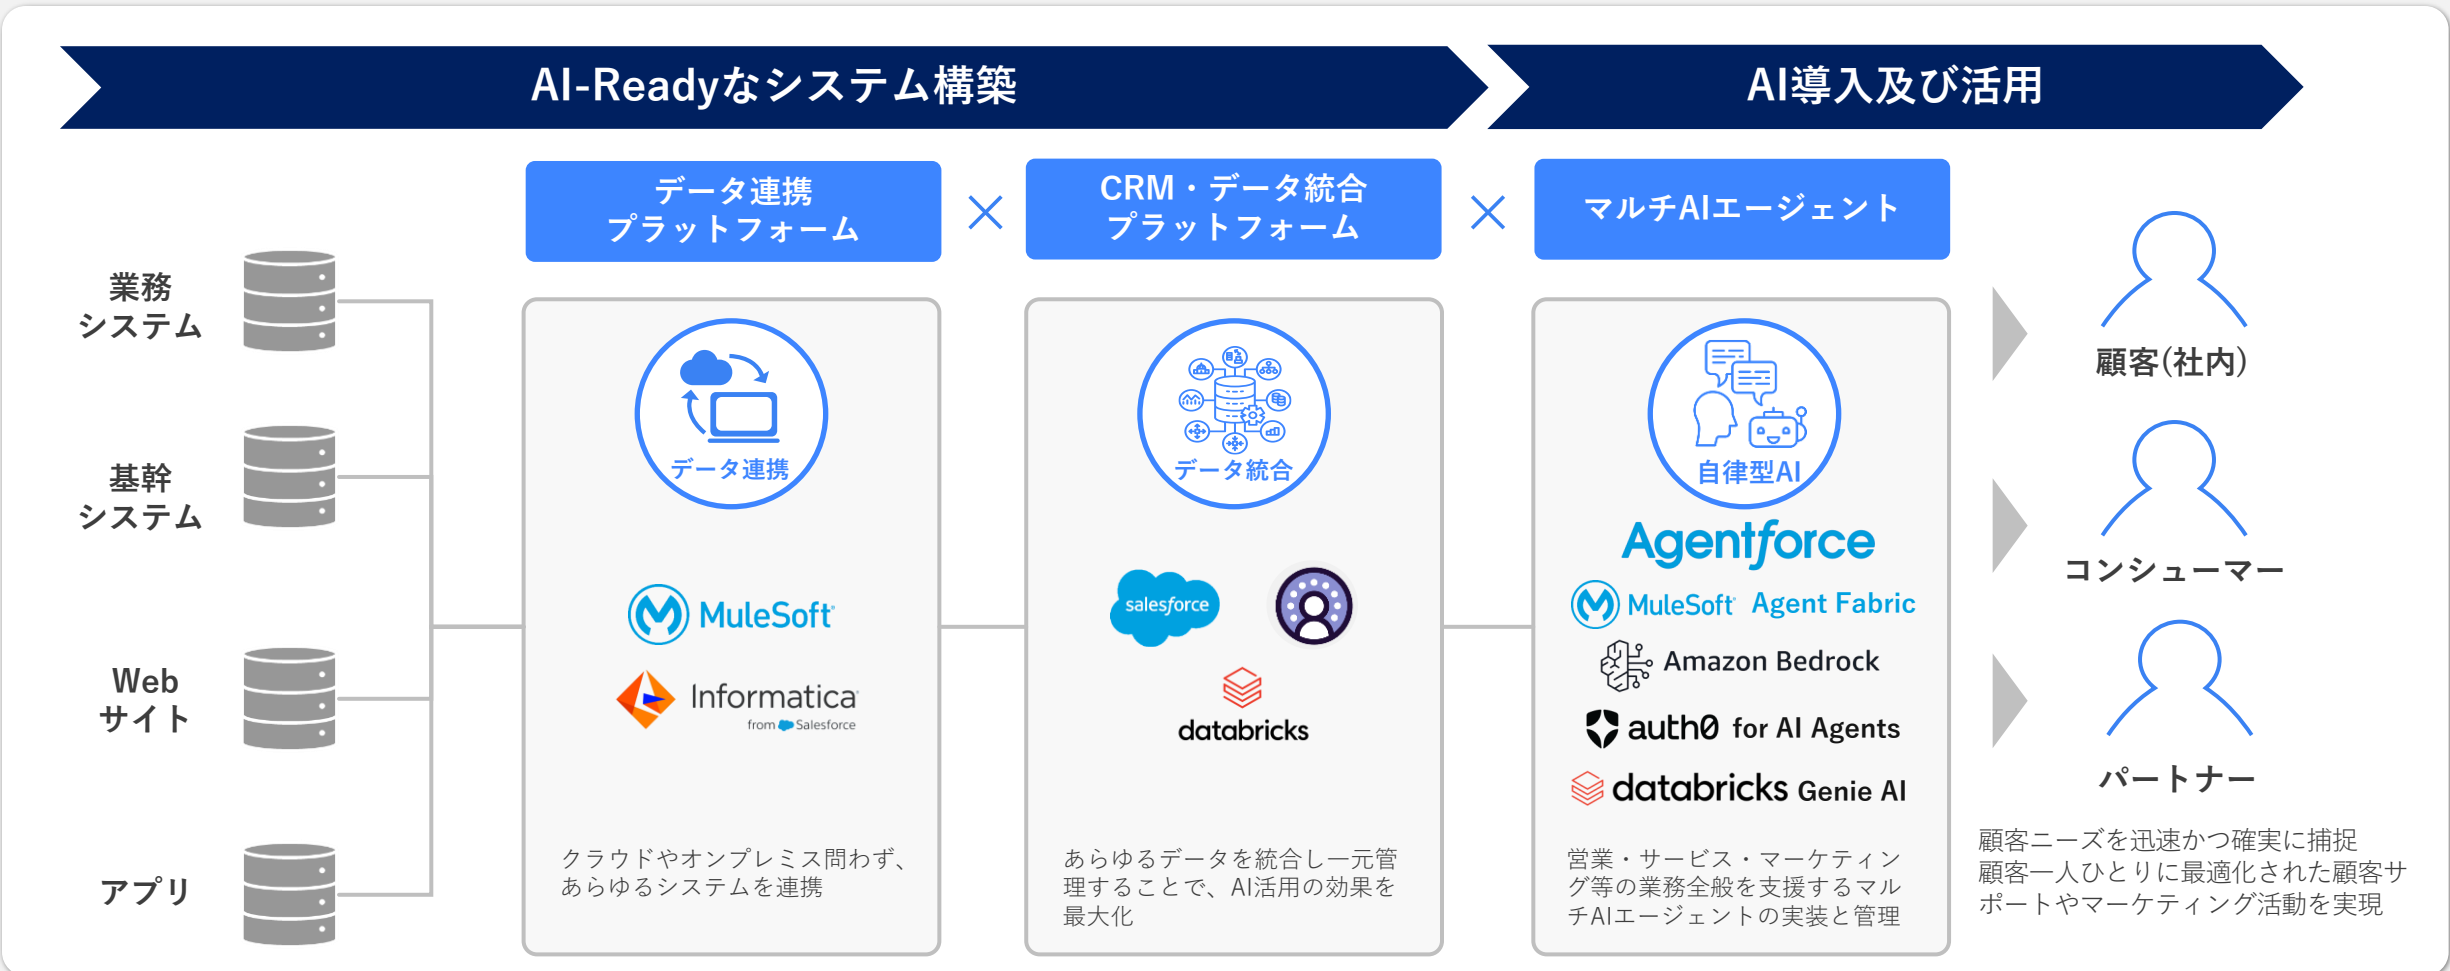 AI-Readyなシステム構築
AI導入及び活用
データ連携
プラットフォーム
CRM・データ統合
プラットフォーム
マルチAIエージェント
業務
システム
基幹
システム
Web
サイト
アプリ
データ連携
MuleSoft
Informatica
from Salesforce
クラウドやオンプレミス問わず、
あらゆるシステムを連携
データ統合
salesforce
databricks
あらゆるデータを統合し一元管
理することで、AI活用の効果を
最大化
自律型AI
Agentforce
MuleSoft Agent Fabric
Amazon Bedrock
auth0 for AI Agents
databricks Genie AI
営業・サービス・マーケティン
グ等の業務全般を支援するマル
チAIエージェントの実装と管理
顧客(社内)
コンシューマー
パートナー
顧客ニーズを迅速かつ確実に捕捉
顧客一人ひとりに最適化された顧客サ
ポートやマーケティング活動を実現